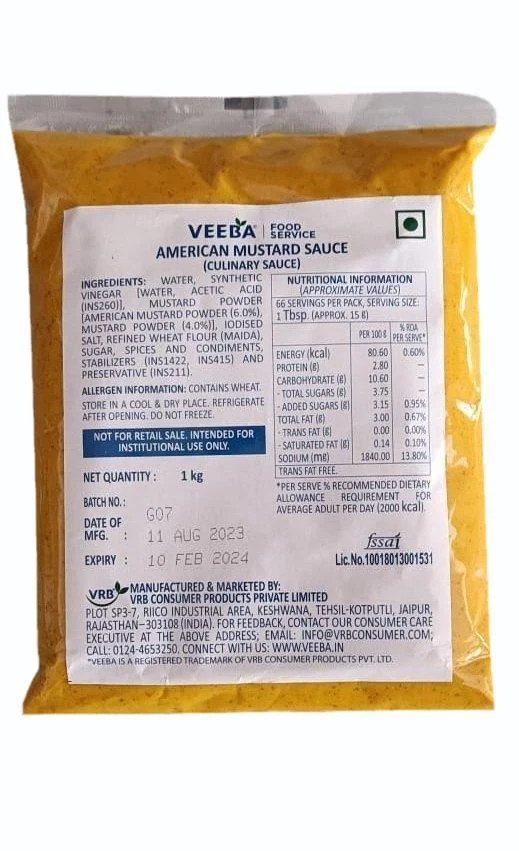 VEEBA | FOOD SERVICE
AMERICAN MUSTARD SAUCE
(CULINARY SAUCE)
INGREDIENTS: WATER, SYNTHETIC
VINEGAR [WATER, ACETIC ACID
(INS260)], MUSTARD POWDER
[AMERICAN MUSTARD POWDER (6.0%),
MUSTARD POWDER (4.0%)], IODISED
SALT, REFINED WHEAT FLOUR (MAIDA),
SUGAR, SPICES AND CONDIMENTS,
STABILIZERS (INS1422, INS415) AND
PRESERVATIVE (INS211).
ALLERGEN INFORMATION: CONTAINS WHEAT.
STORE IN A COOL & DRY PLACE. REFRIGERATE
AFTER OPENING. DO NOT FREEZE.
NOT FOR RETAIL SALE. INTENDED FOR
INSTITUTIONAL USE ONLY.
NET QUANTITY : 1 kg
BATCH NO.: G07
DATE OF
MFG. : 11 AUG 2023
EXPIRY : 10 FEB 2024
NUTRITIONAL INFORMATION
(APPROXIMATE VALUES)
66 SERVINGS PER PACK, SERVING SIZE:
1 Tbsp. (APPROX. 15 g)
PER 100 g % RDA PER SERVE*
ENERGY (kcal) 80.60 0.60%
PROTEIN (g) 2.80 —
CARBOHYDRATE (g) 10.60 —
- TOTAL SUGARS (g) 3.75 —
- ADDED SUGARS (g) 3.15 0.95%
TOTAL FAT (g) 3.00 0.67%
- TRANS FAT (g) 0.00 0.00%
- SATURATED FAT (g) 0.14 0.10%
SODIUM (mg) 1840.00 13.80%
TRANS FAT FREE.
*PER SERVE % RECOMMENDED DIETARY
ALLOWANCE REQUIREMENT FOR
AVERAGE ADULT PER DAY (2000 kcal).
fssai
Lic.No.10018013001531
VRB MANUFACTURED & MARKETED BY:
VRB CONSUMER PRODUCTS PRIVATE LIMITED
PLOT SP3-7, RIICO INDUSTRIAL AREA, KESHWANA, TEHSIL-KOTPUTLI, JAIPUR,
RAJASTHAN–303108 (INDIA). FOR FEEDBACK, CONTACT OUR CONSUMER CARE
EXECUTIVE AT THE ABOVE ADDRESS; EMAIL: INFO@VRBCONSUMER.COM;
CALL: 0124-4653250. CONNECT WITH US: WWW.VEEBA.IN
*VEEBA IS A REGISTERED TRADEMARK OF VRB CONSUMER PRODUCTS PVT. LTD.